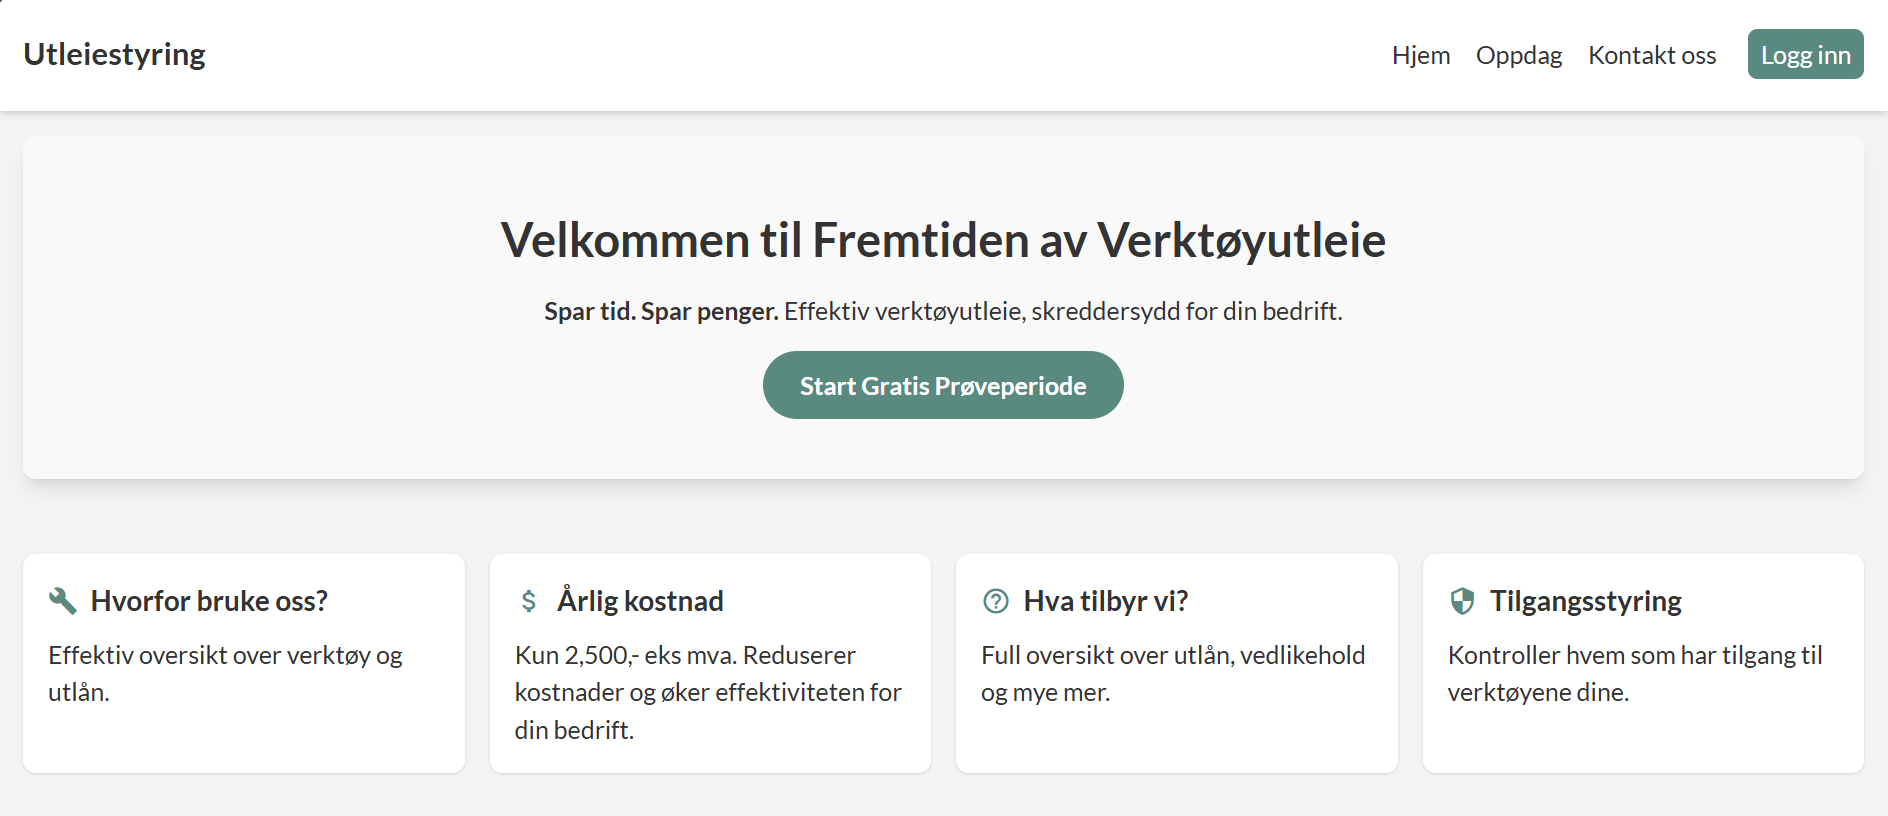 Utleiestyring
Hjem
Oppdag
Kontakt oss
Logg inn
Velkommen til Fremtiden av Verktøyutleie
Spar tid. Spar penger. Effektiv verktøyutleie, skreddersydd for din bedrift.
Start Gratis Prøveperiode
Hvorfor bruke oss?
Effektiv oversikt over verktøy og
utlån.
Årlig kostnad
Kun 2,500,- eks mva. Reduserer
kostnader og øker effektiviteten for
din bedrift.
Hva tilbyr vi?
Full oversikt over utlån, vedlikehold
og mye mer.
Tilgangsstyring
Kontroller hvem som har tilgang til
verktøyene dine.